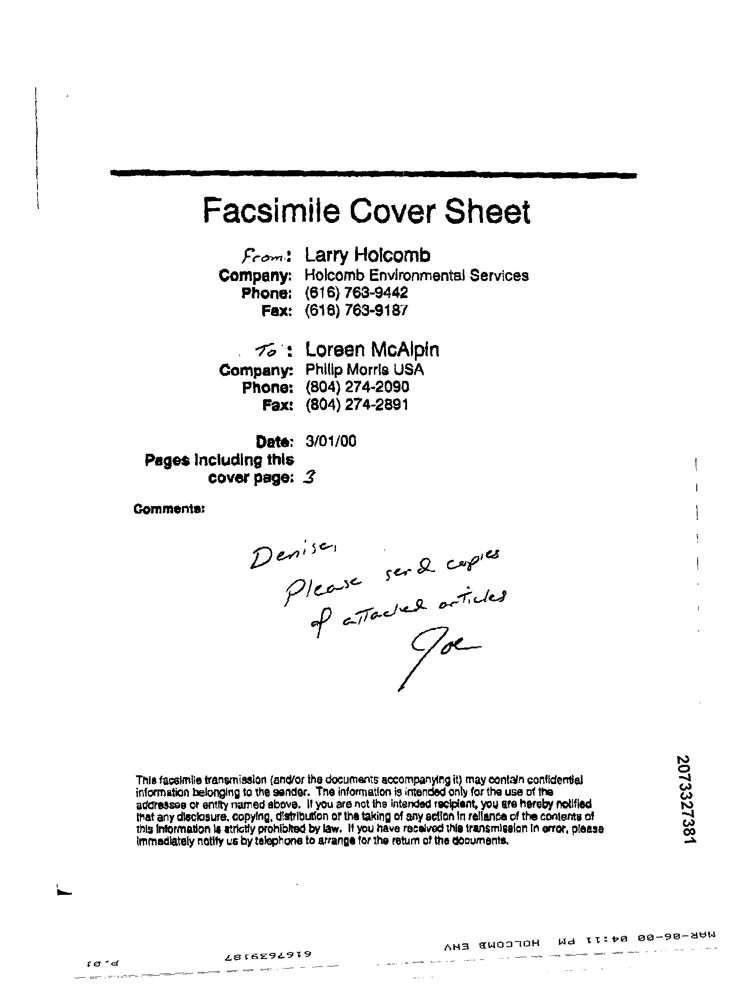 Facsimile Cover Sheet
From: Larry Holcomb
Company: Holcomb Environmental Services
Phone: (616) 763-9442
Fax: (616) 763-9187
To: Loreen McAlpin
Company: Philip Morris USA
Phone: (804) 274-2090
Fax: (804) 274-2891
Date: 3/01/00
Pages including this
cover page: 3
Comments:
Denise,
Please send copies
of attached articles
Joe
This facsimile transmission (and/or the documents accompanying it) may contain confidential
information belonging to the sender. The information is intended only for the use of the
addressee or entity named above. If you are not the intended recipient, you are hereby notified
that any disclosure, copying, distribution or the taking of any action in reliance of the contents of
this information is strictly prohibited by law. If you have received this transmission in error, please
immediately notify us by telephone to arrange for the return of the documents.
2073327381
MAR-06-00 04:11 PM HOLCOMB ENV 6167639187 P.01